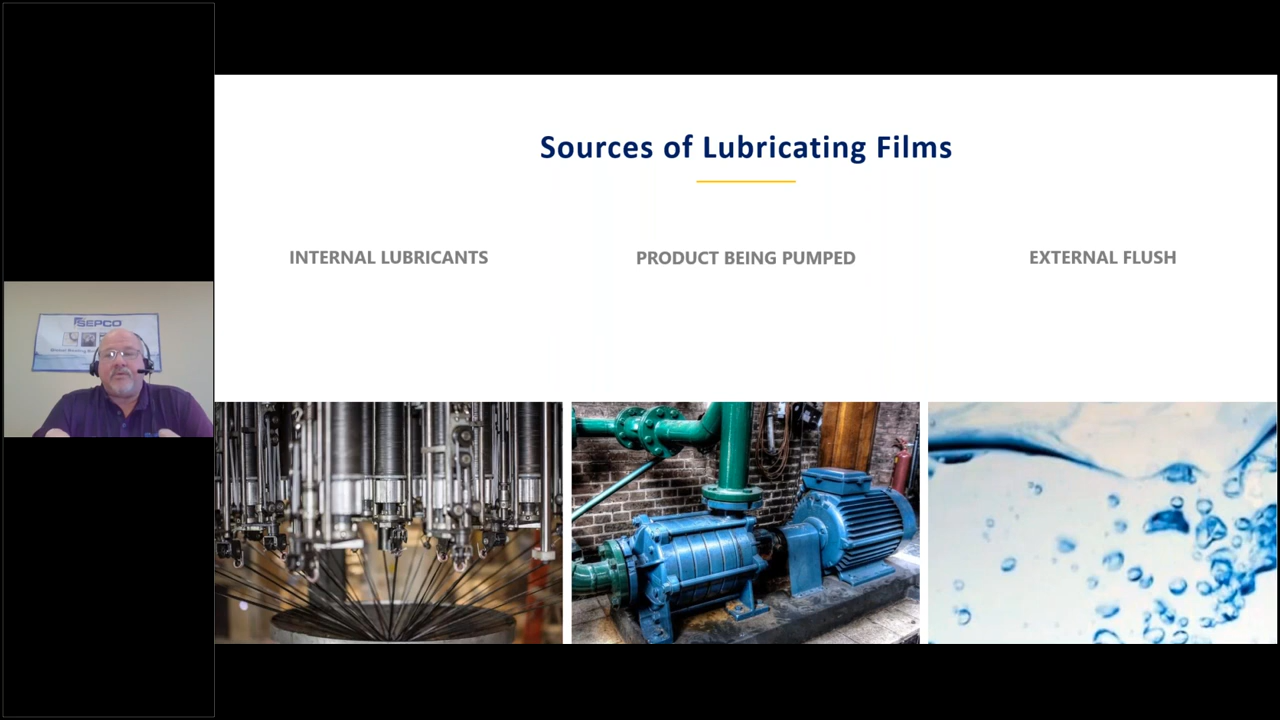 Sources of Lubricating Films
INTERNAL LUBRICANTS
PRODUCT BEING PUMPED
EXTERNAL FLUSH
SEPCO